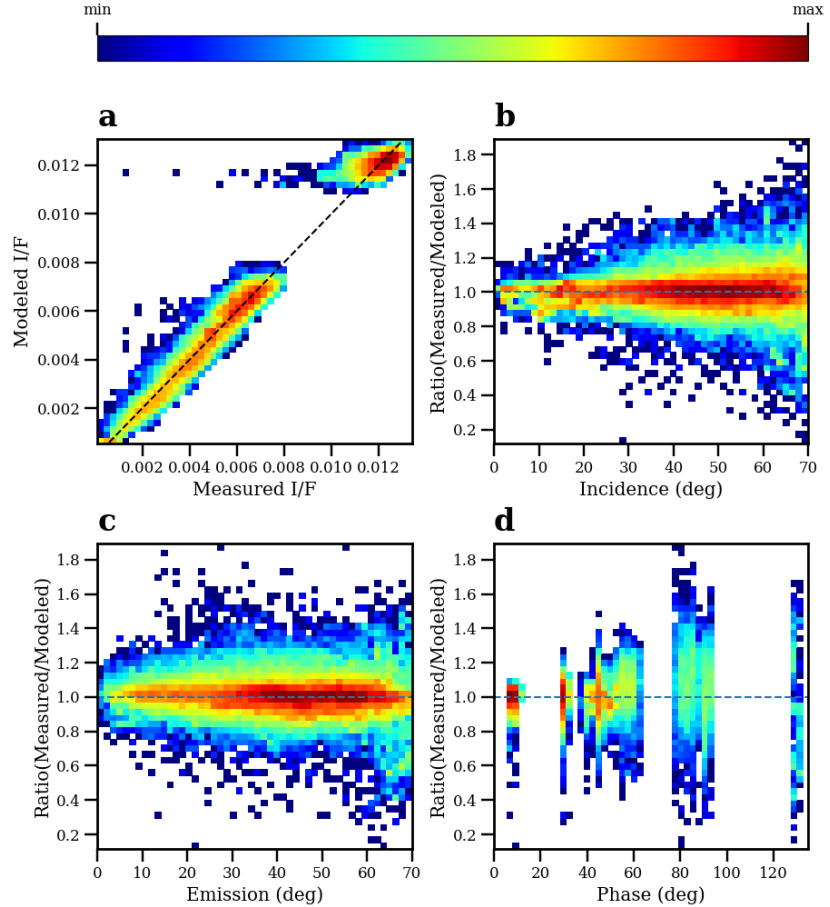 min max
a
0.012
0.010
0.008
0.006
0.004
0.002
Modeled I/F
0.002 0.004 0.006 0.008 0.010 0.012
Measured I/F
b
1.8
1.6
1.4
1.2
1.0
0.8
0.6
0.4
0.2
Ratio(Measured/Modeled)
0 10 20 30 40 50 60 70
Incidence (deg)
c
1.8
1.6
1.4
1.2
1.0
0.8
0.6
0.4
0.2
Ratio(Measured/Modeled)
0 10 20 30 40 50 60 70
Emission (deg)
d
1.8
1.6
1.4
1.2
1.0
0.8
0.6
0.4
0.2
Ratio(Measured/Modeled)
0 20 40 60 80 100 120
Phase (deg)